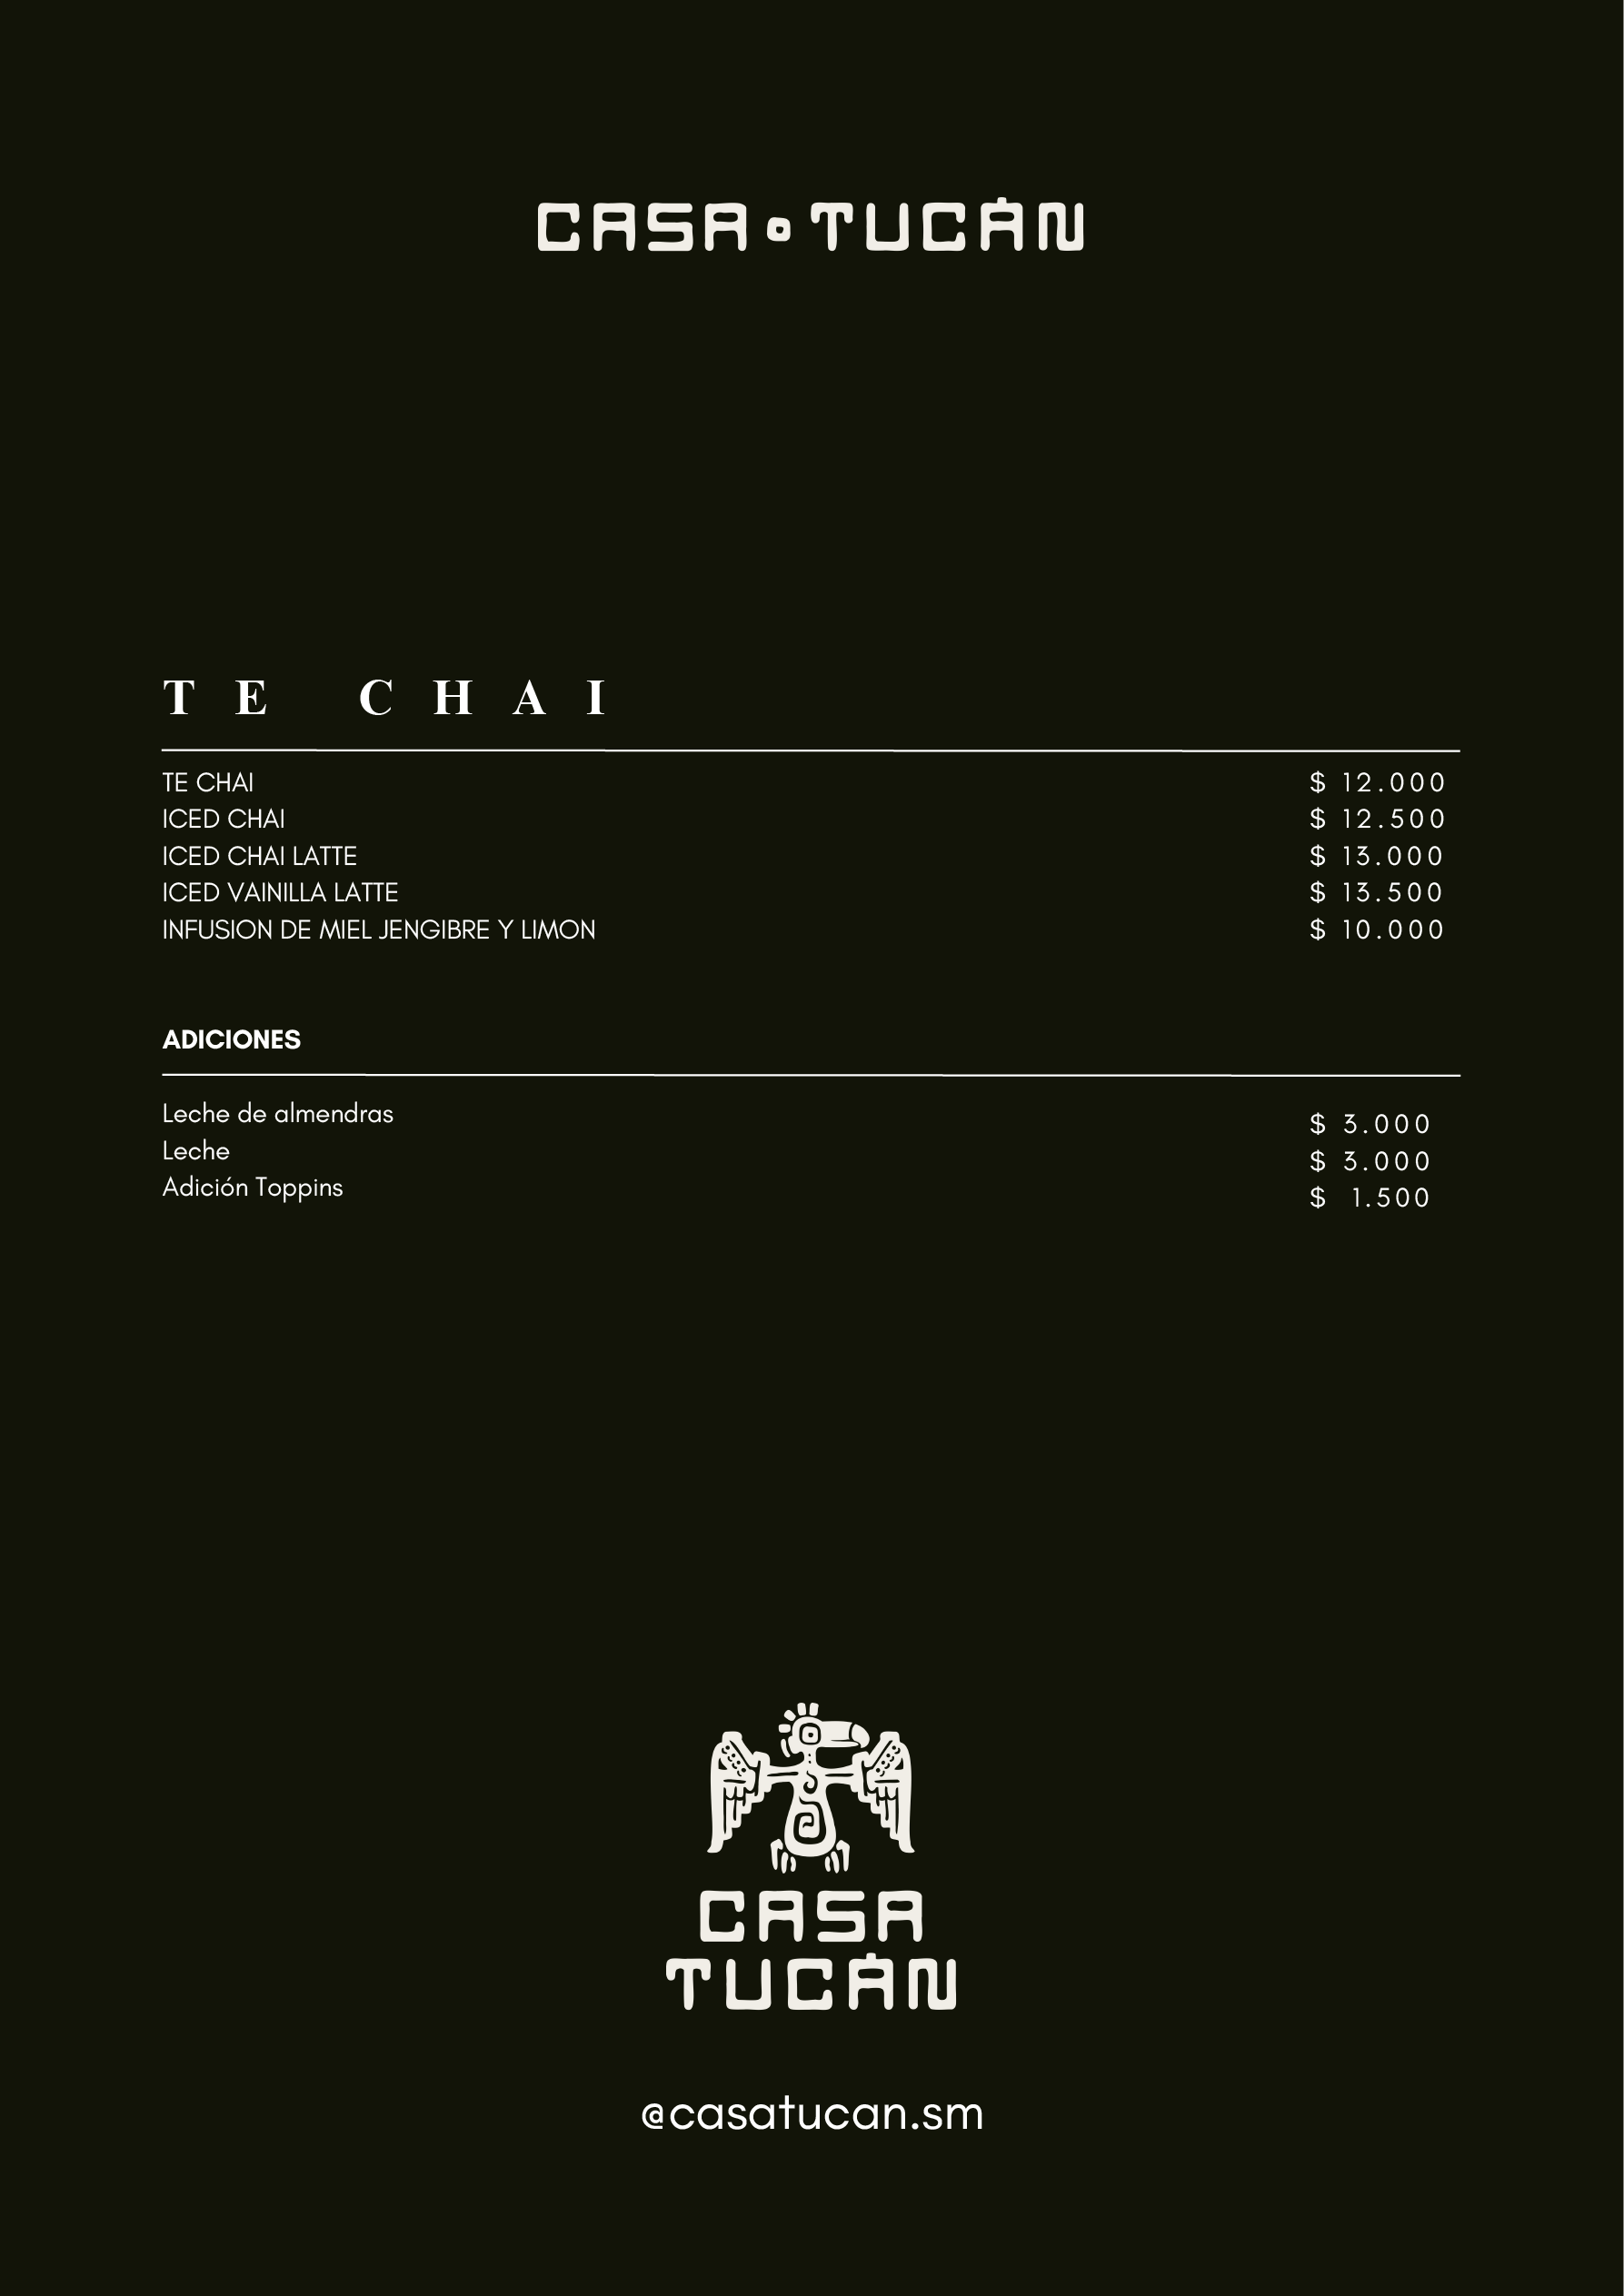 CASA TUCÁN
TE CHAI
TE CHAI $ 12.000
ICED CHAI $ 12.500
ICED CHAI LATTE $ 13.000
ICED VAINILLA LATTE $ 13.500
INFUSION DE MIEL JENGIBRE Y LIMON $ 10.000
ADICIONES
Leche de almendras $ 3.000
Leche $ 3.000
Adición Toppins $ 1.500
CASA
TUCÁN
@casatucan.sm